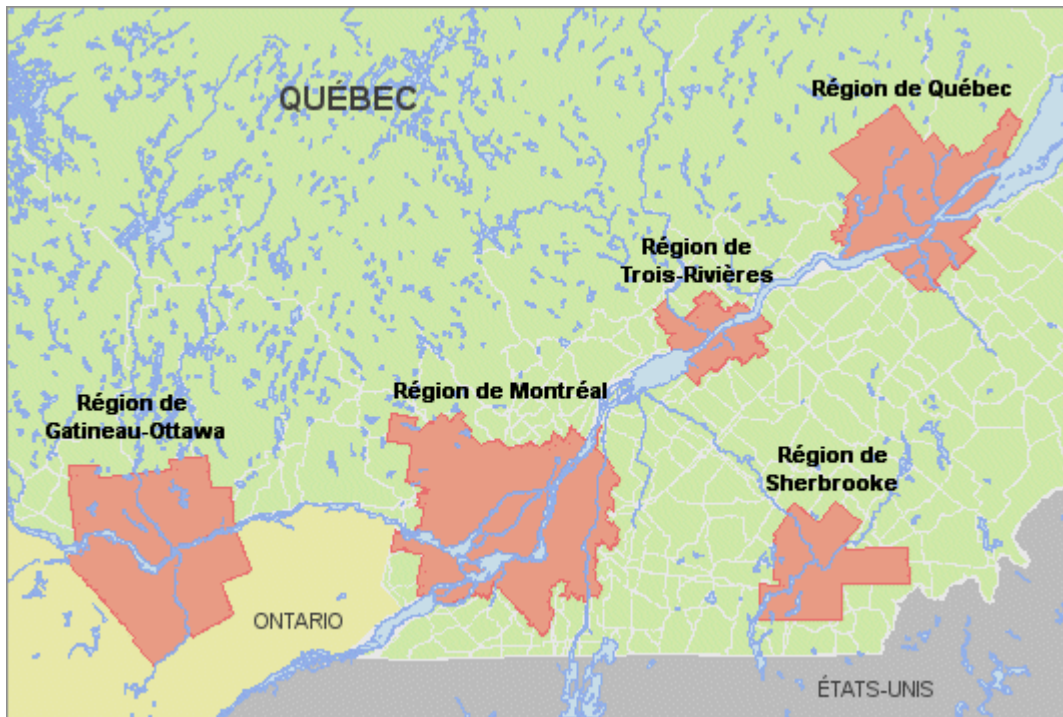 Région de Québec
QUÉBEC
Région de
Trois-Rivières
Région de Montréal
Région de
Gatineau-Ottawa
Région de
Sherbrooke
ONTARIO
ÉTATS-UNIS